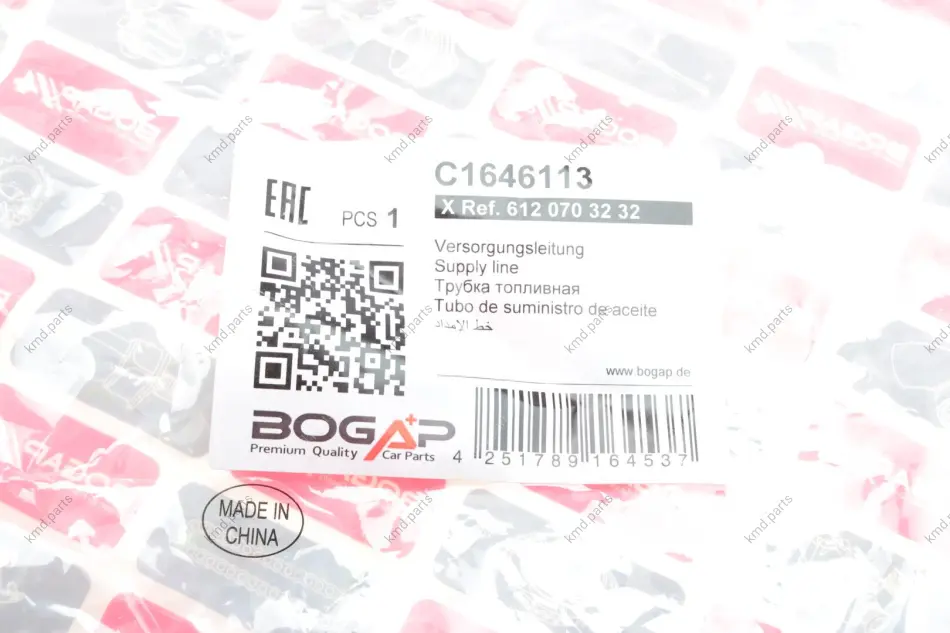 EAC
PCS 1
C1646113
X Ref. 612 070 32 32
Versorgungsleitung
Supply line
Трубка топливная
Tubo de suministro de aceite
خط الامداد
www.bogap.de
BOGAP
Premium Quality Car Parts
4 251789 164537
MADE IN
CHINA
kmd.parts